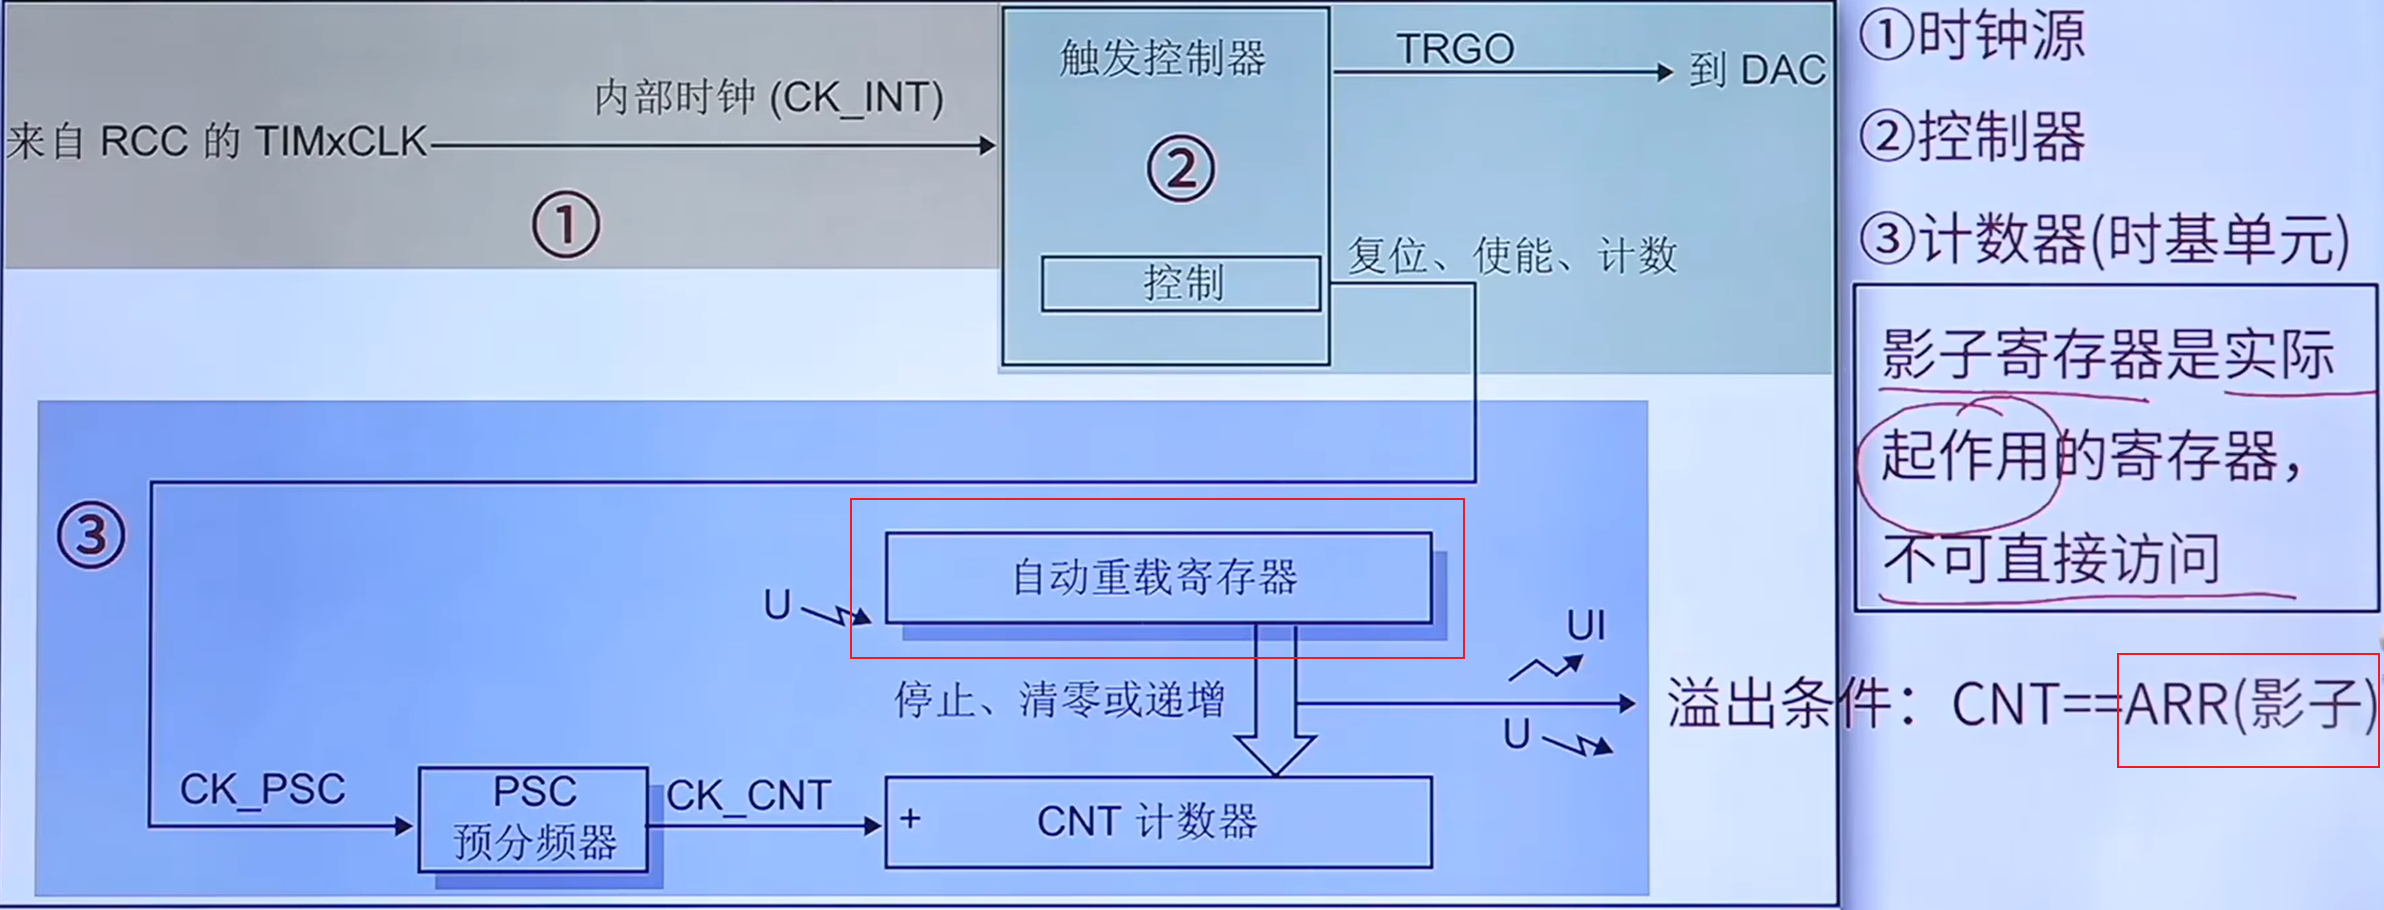 触发控制器
TRGO
到 DAC
内部时钟 (CK_INT)
来自 RCC 的 TIMxCLK
①
②
控制
复位、使能、计数
③
自动重载寄存器
U
UI
停止、清零或递增
U
CK_PSC
PSC
预分频器
CK_CNT
+
CNT 计数器
①时钟源
②控制器
③计数器(时基单元)
影子寄存器是实际
起作用的寄存器，
不可直接访问
溢出条件：CNT==ARR(影子)